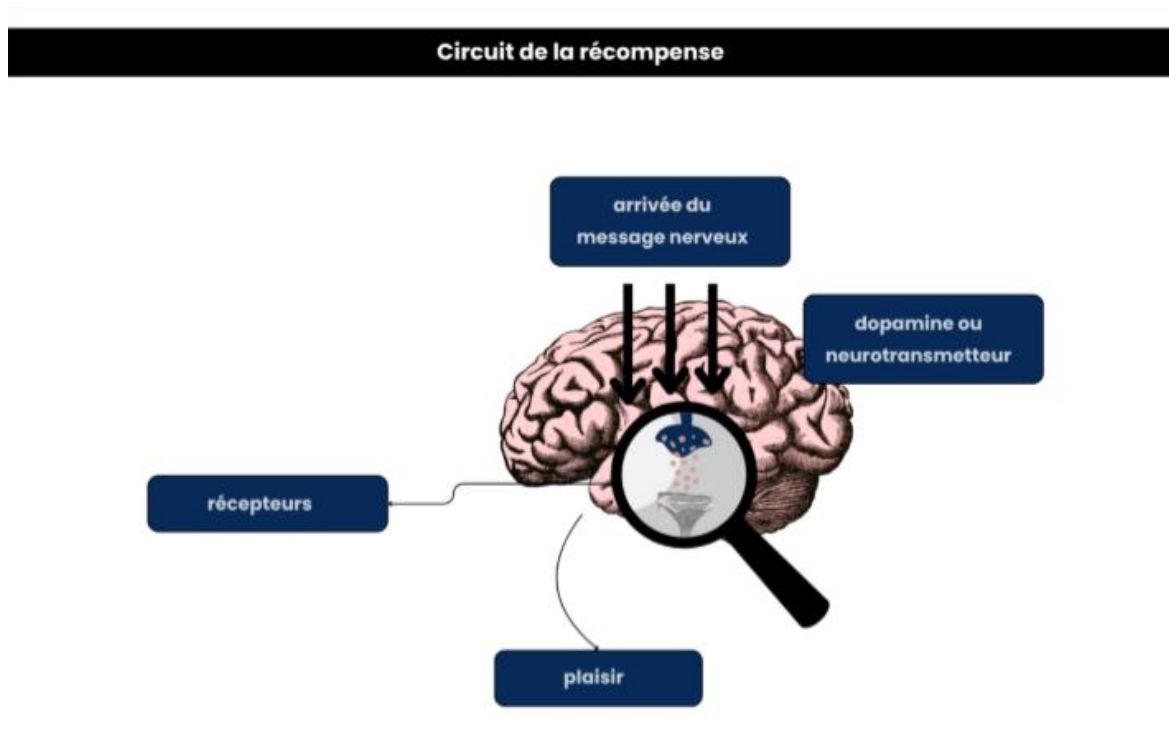 Circuit de la récompense
arrivée du
message nerveux
dopamine ou
neurotransmetteur
récepteurs
plaisir